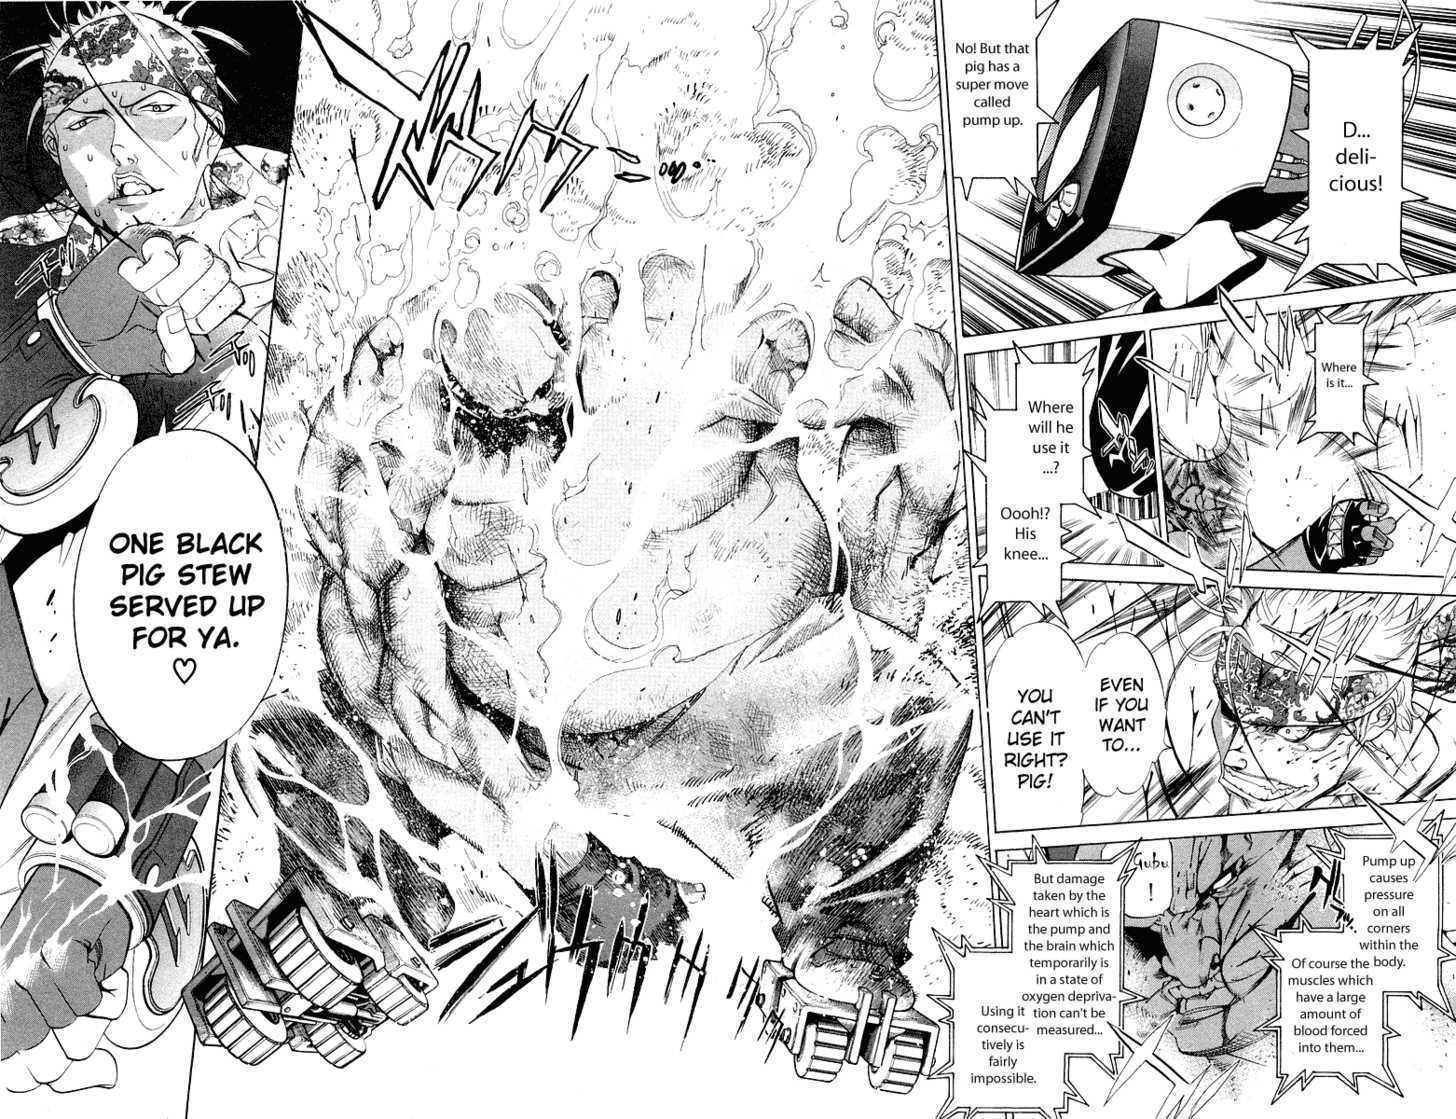 D...
deli-
cious!
No! But that
pig has a
super move
called
pump up.
Where
is it...
Where
will he
use it
...?
Oooh!?
His
knee...
EVEN
IF YOU
WANT
TO...
YOU
CAN'T
USE IT
RIGHT?
PIG!
Pump up
causes
pressure
on all
corners
within the
body.
Of course the
muscles which
have a large
amount of
blood forced
into them...
Gubu
!
But damage
taken by the
heart which is
the pump and
the brain which
temporarily is
in a state of
oxygen depriva-
tion can't be
measured...
Using it
consecu-
tively is
fairly
impossible.
ONE BLACK
PIG STEW
SERVED UP
FOR YA.
♡
11